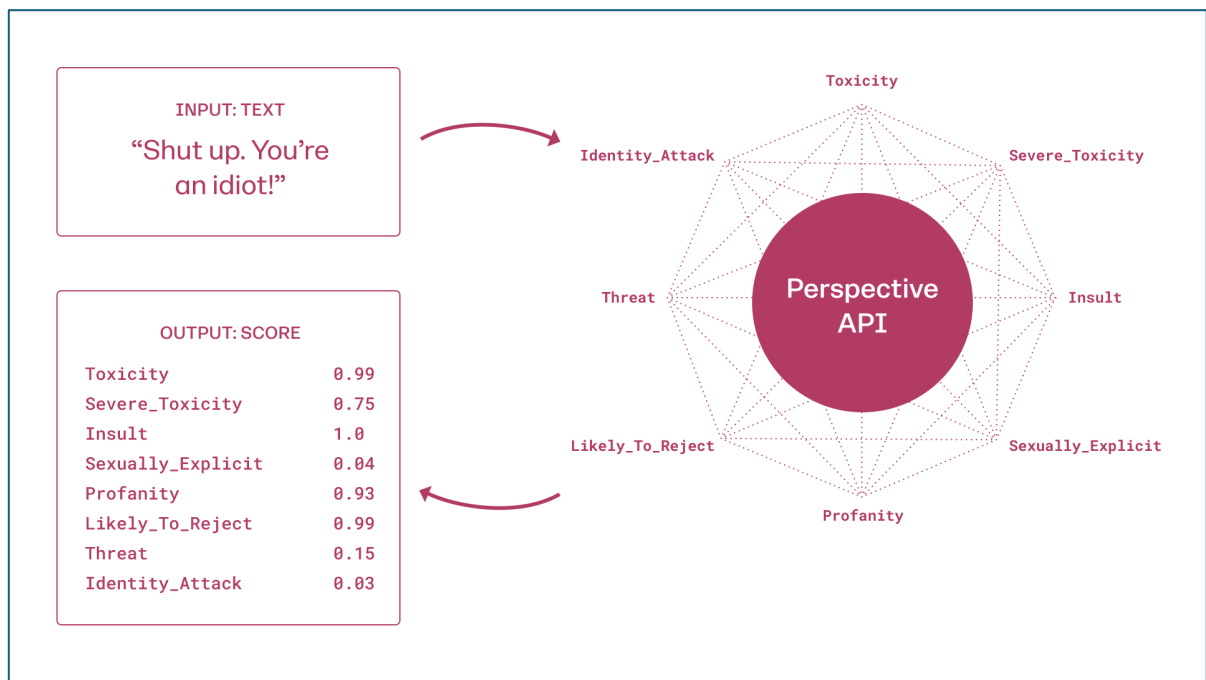 INPUT: TEXT
“Shut up. You’re
an idiot!”
OUTPUT: SCORE
Toxicity 0.99
Severe_Toxicity 0.75
Insult 1.0
Sexually_Explicit 0.04
Profanity 0.93
Likely_To_Reject 0.99
Threat 0.15
Identity_Attack 0.03
Toxicity
Identity_Attack
Severe_Toxicity
Threat
Perspective
API
Insult
Likely_To_Reject
Sexually_Explicit
Profanity